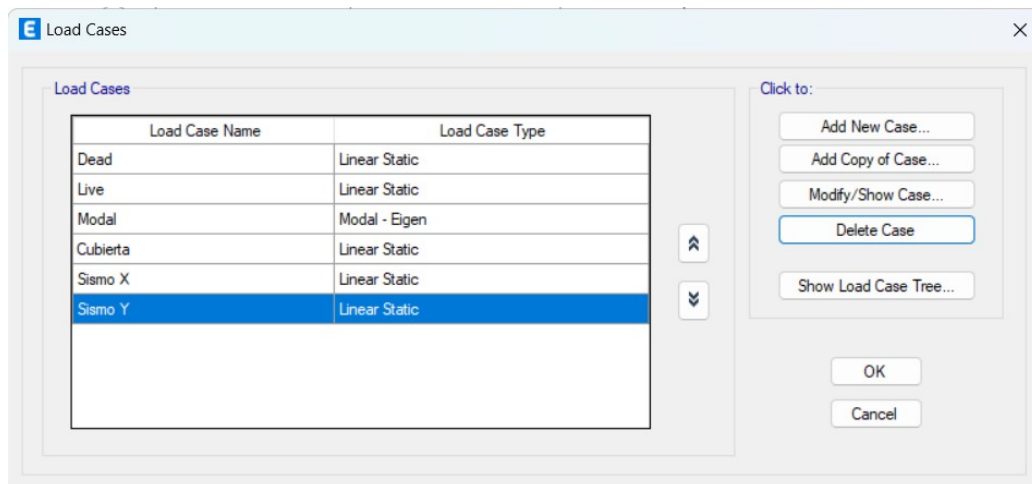 E Load Cases
Load Cases
Load Case Name Load Case Type
Dead Linear Static
Live Linear Static
Modal Modal - Eigen
Cubierta Linear Static
Sismo X Linear Static
Sismo Y Linear Static
Click to:
Add New Case...
Add Copy of Case...
Modify/Show Case...
Delete Case
Show Load Case Tree...
OK
Cancel